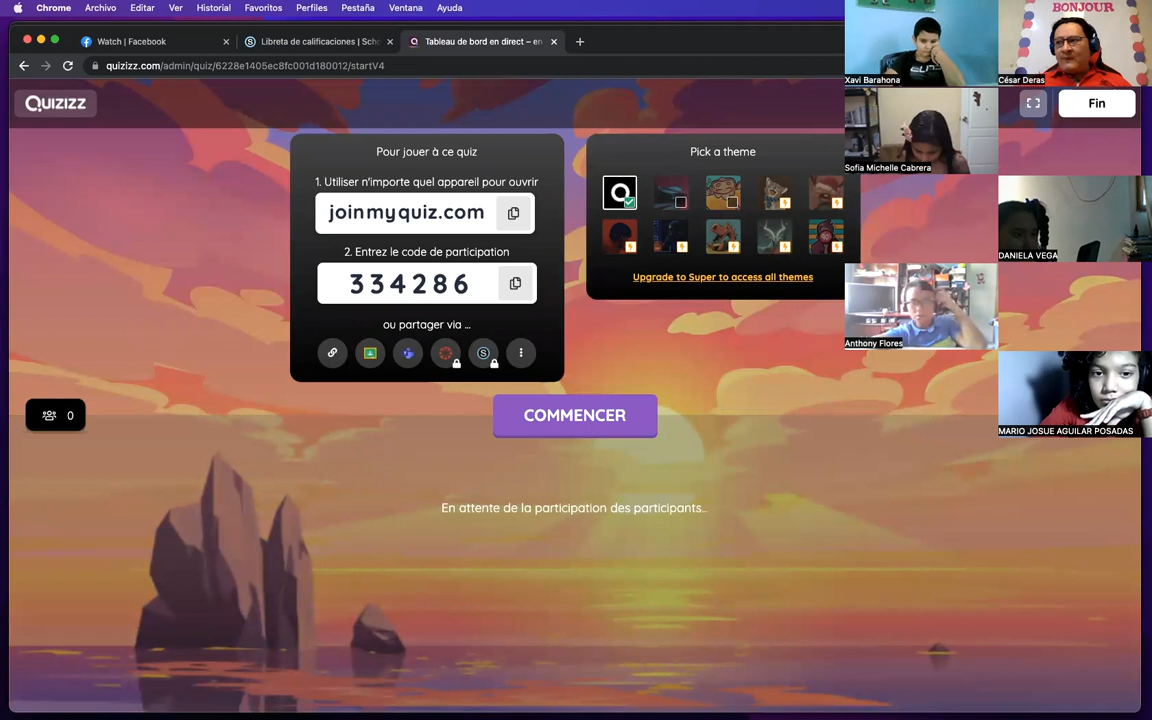 Chrome Archivo Editar Ver Historial Favoritos Perfiles Pestaña Ventana Ayuda
Watch | Facebook
Libreta de calificaciones | Scho
Tableau de bord en direct – en
quizizz.com/admin/quiz/6228e1405ec8fc001d180012/startV4
BONJOUR
Xavi Barahona
César Deras
QUIZIZZ
Fin
Pour jouer à ce quiz
1. Utiliser n'importe quel appareil pour ouvrir
joinmyquiz.com
2. Entrez le code de participation
334286
ou partager via ...
Pick a theme
Upgrade to Super to access all themes
Sofia Michelle Cabrera
DANIELA VEGA
Anthony Flores
MARIO JOSUE AGUILAR POSADAS
0
COMMENCER
En attente de la participation des participants..